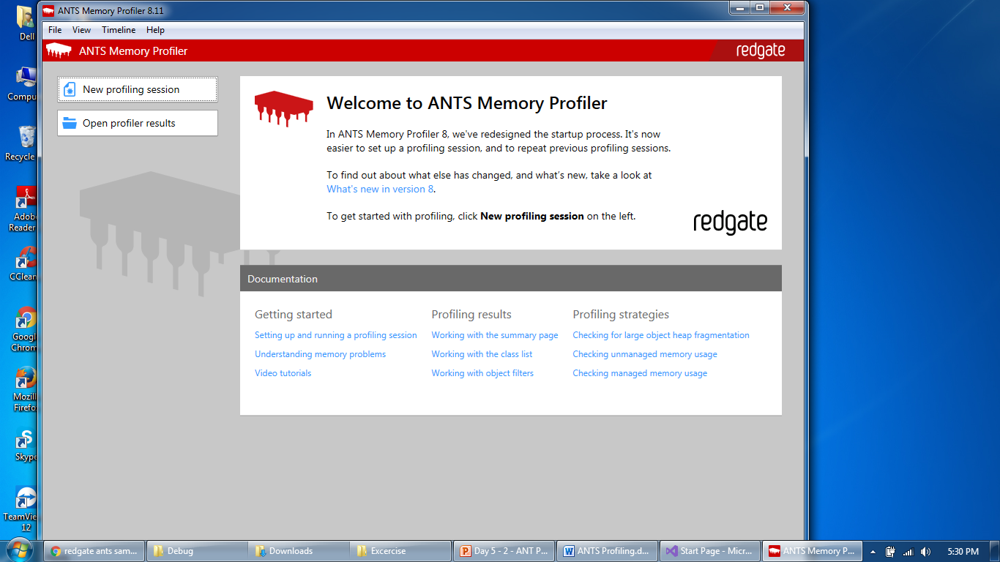 ANTS Memory Profiler 8.11
File View Timeline Help
ANTS Memory Profiler
redgate
New profiling session
Open profiler results
Welcome to ANTS Memory Profiler
In ANTS Memory Profiler 8, we've redesigned the startup process. It's now
easier to set up a profiling session, and to repeat previous profiling sessions.
To find out about what else has changed, and what's new, take a look at
What's new in version 8.
To get started with profiling, click New profiling session on the left.
redgate
Documentation
Getting started
Setting up and running a profiling session
Understanding memory problems
Video tutorials
Profiling results
Working with the summary page
Working with the class list
Working with object filters
Profiling strategies
Checking for large object heap fragmentation
Checking unmanaged memory usage
Checking managed memory usage
Dell
Compu
Recycle
Adob
Reader
CClean
Googl
Chrom
Mozill
Firefo
Skype
TeamVie
12
redgate ants sam...
Debug
Downloads
Excercise
Day 5 - 2 - ANT P...
ANTS Profiling.d...
Start Page - Micr...
ANTS Memory P...
5:30 PM